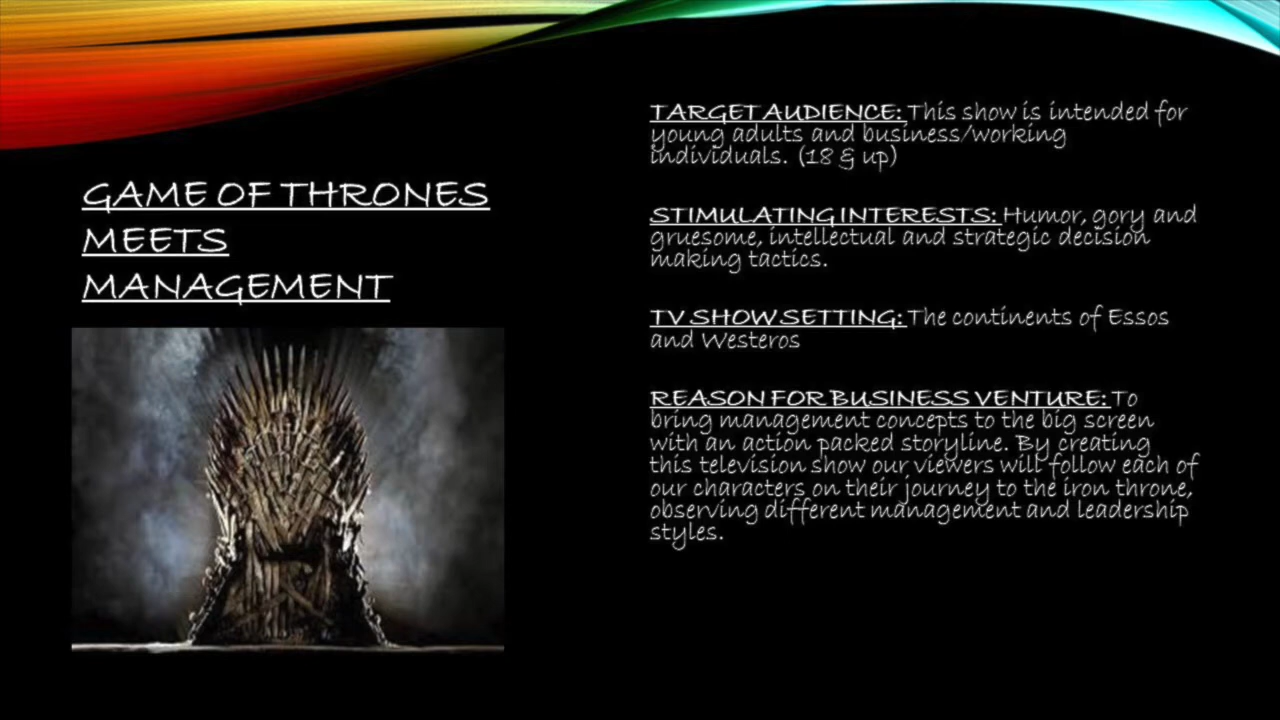 GAME OF THRONES
MEETS
MANAGEMENT
TARGET AUDIENCE: This show is intended for
young adults and business/working
individuals. (18 & up)
STIMULATING INTERESTS: Humor, gory and
gruesome, intellectual and strategic decision
making tactics.
TV SHOW SETTING: The continents of Essos
and Westeros
REASON FOR BUSINESS VENTURE: To
bring management concepts to the big screen
with an action packed storyline. By creating
this television show our viewers will follow each of
our characters on their journey to the iron throne,
observing different management and leadership
styles.